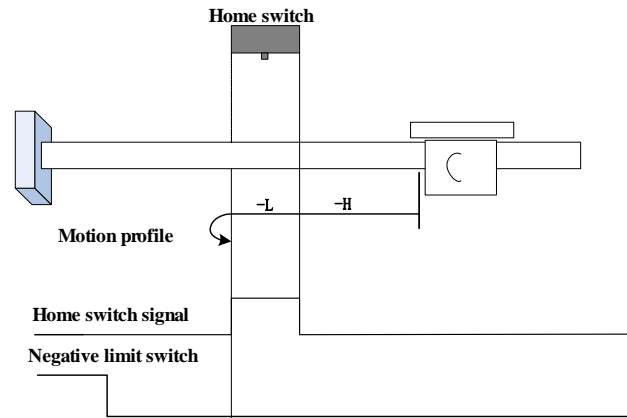 Home switch
-L
-H
Motion profile
Home switch signal
Negative limit switch